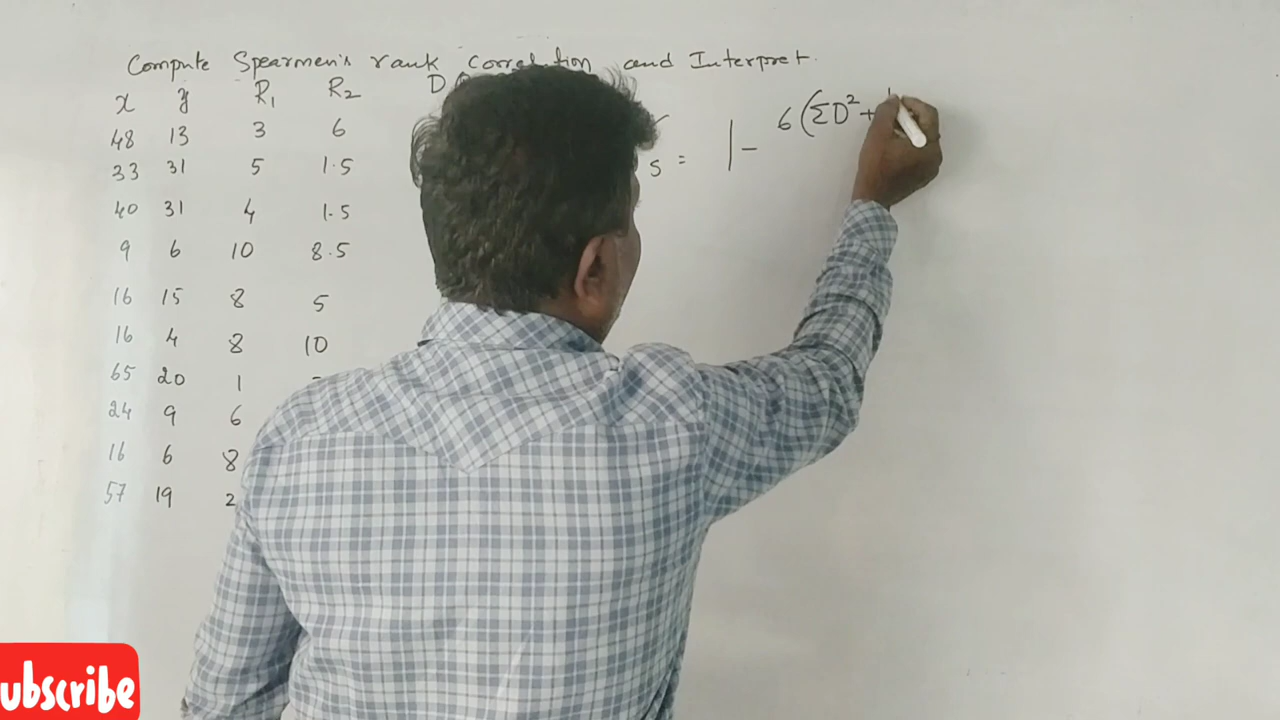 Compute Spearmen's rank Correlation and Interpret.
x y R1 R2 D
48 13 3 6
33 31 5 1.5
40 31 4 1.5
9 6 10 8.5
16 15 8 5
16 4 8 10
65 20 1
24 9 6
16 6 8
57 19 2
s = 1 - 6(ΣD² +
ubscribe